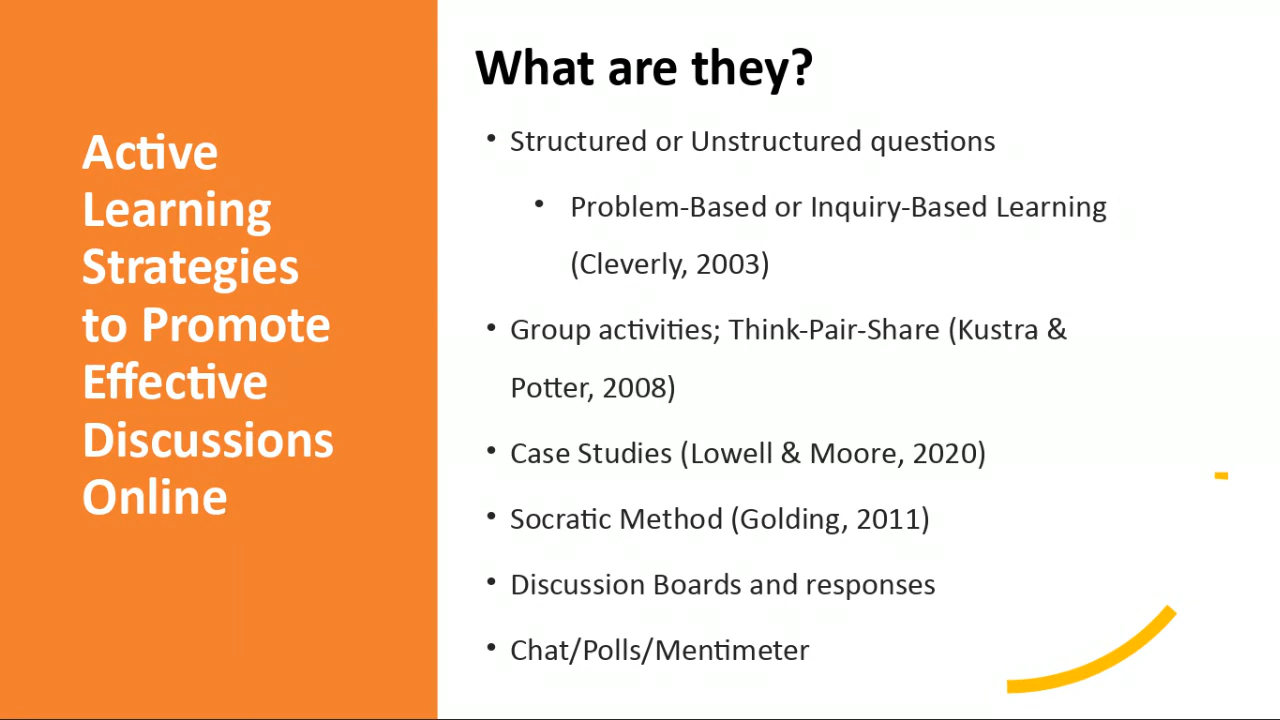 Active
Learning
Strategies
to Promote
Effective
Discussions
Online
What are they?
• Structured or Unstructured questions
• Problem-Based or Inquiry-Based Learning
(Cleverly, 2003)
• Group activities; Think-Pair-Share (Kustra &
Potter, 2008)
• Case Studies (Lowell & Moore, 2020)
• Socratic Method (Golding, 2011)
• Discussion Boards and responses
• Chat/Polls/Mentimeter